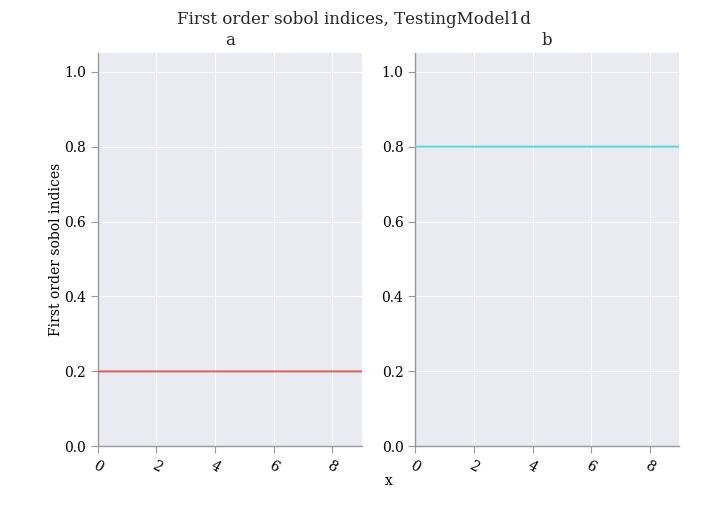 First order sobol indices, TestingModel1d
a
b
First order sobol indices
1.0
0.8
0.6
0.4
0.2
0.0
0 2 4 6 8
1.0
0.8
0.6
0.4
0.2
0.0
0 2 4 6 8
x